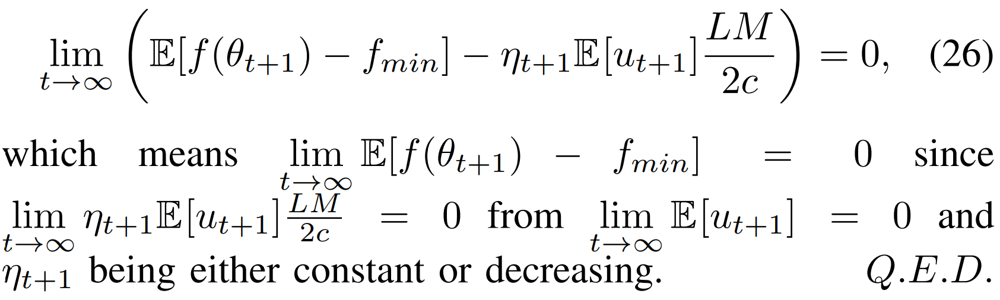 \lim_{t \to \infty} \left( \mathbb{E}[f(\theta_{t+1}) - f_{min}] - \eta_{t+1} \mathbb{E}[u_{t+1}] \frac{LM}{2c} \right) = 0, (26)
which means \lim_{t \to \infty} \mathbb{E}[f(\theta_{t+1}) - f_{min}] = 0 since
\lim_{t \to \infty} \eta_{t+1} \mathbb{E}[u_{t+1}] \frac{LM}{2c} = 0 from \lim_{t \to \infty} \mathbb{E}[u_{t+1}] = 0 and
\eta_{t+1} being either constant or decreasing. Q.E.D.